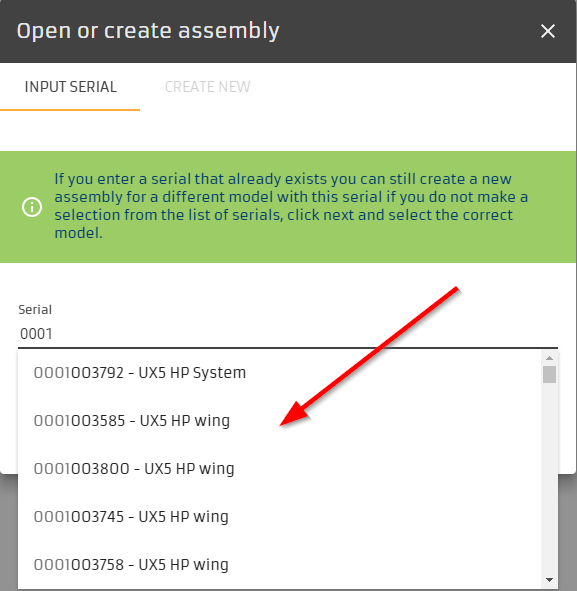 Open or create assembly
INPUT SERIAL CREATE NEW
If you enter a serial that already exists you can still create a new
assembly for a different model with this serial if you do not make a
selection from the list of serials, click next and select the correct
model.
Serial
0001
0001003792 - UX5 HP System
0001003585 - UX5 HP wing
0001003800 - UX5 HP wing
0001003745 - UX5 HP wing
0001003758 - UX5 HP wing